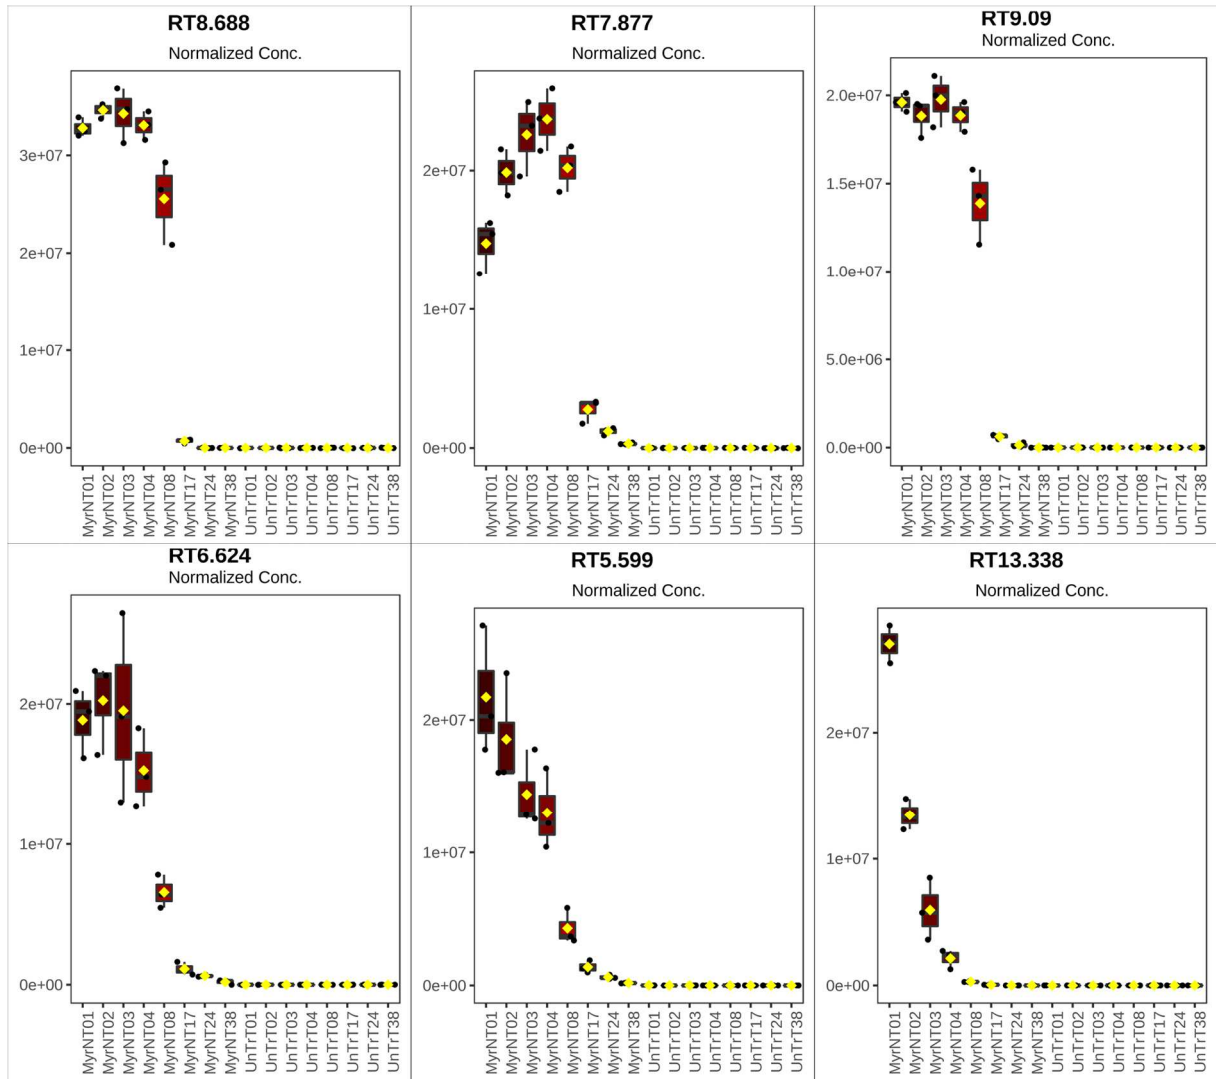 RT8.688
Normalized Conc.
3e+07
2e+07
1e+07
0e+00
MyrNT01
MyrNT02
MyrNT03
MyrNT04
MyrNT08
MyrNT17
MyrNT24
MyrNT38
UnTrT01
UnTrT02
UnTrT03
UnTrT04
UnTrT08
UnTrT17
UnTrT24
UnTrT38
RT7.877
Normalized Conc.
2e+07
1e+07
0e+00
MyrNT01
MyrNT02
MyrNT03
MyrNT04
MyrNT08
MyrNT17
MyrNT24
MyrNT38
UnTrT01
UnTrT02
UnTrT03
UnTrT04
UnTrT08
UnTrT17
UnTrT24
UnTrT38
RT9.09
Normalized Conc.
2.0e+07
1.5e+07
1.0e+07
5.0e+06
0.0e+00
MyrNT01
MyrNT02
MyrNT03
MyrNT04
MyrNT08
MyrNT17
MyrNT24
MyrNT38
UnTrT01
UnTrT02
UnTrT03
UnTrT04
UnTrT08
UnTrT17
UnTrT24
UnTrT38
RT6.624
Normalized Conc.
2e+07
1e+07
0e+00
MyrNT01
MyrNT02
MyrNT03
MyrNT04
MyrNT08
MyrNT17
MyrNT24
MyrNT38
UnTrT01
UnTrT02
UnTrT03
UnTrT04
UnTrT08
UnTrT17
UnTrT24
UnTrT38
RT5.599
Normalized Conc.
2e+07
1e+07
0e+00
MyrNT01
MyrNT02
MyrNT03
MyrNT04
MyrNT08
MyrNT17
MyrNT24
MyrNT38
UnTrT01
UnTrT02
UnTrT03
UnTrT04
UnTrT08
UnTrT17
UnTrT24
UnTrT38
RT13.338
Normalized Conc.
2e+07
1e+07
0e+00
MyrNT01
MyrNT02
MyrNT03
MyrNT04
MyrNT08
MyrNT17
MyrNT24
MyrNT38
UnTrT01
UnTrT02
UnTrT03
UnTrT04
UnTrT08
UnTrT17
UnTrT24
UnTrT38